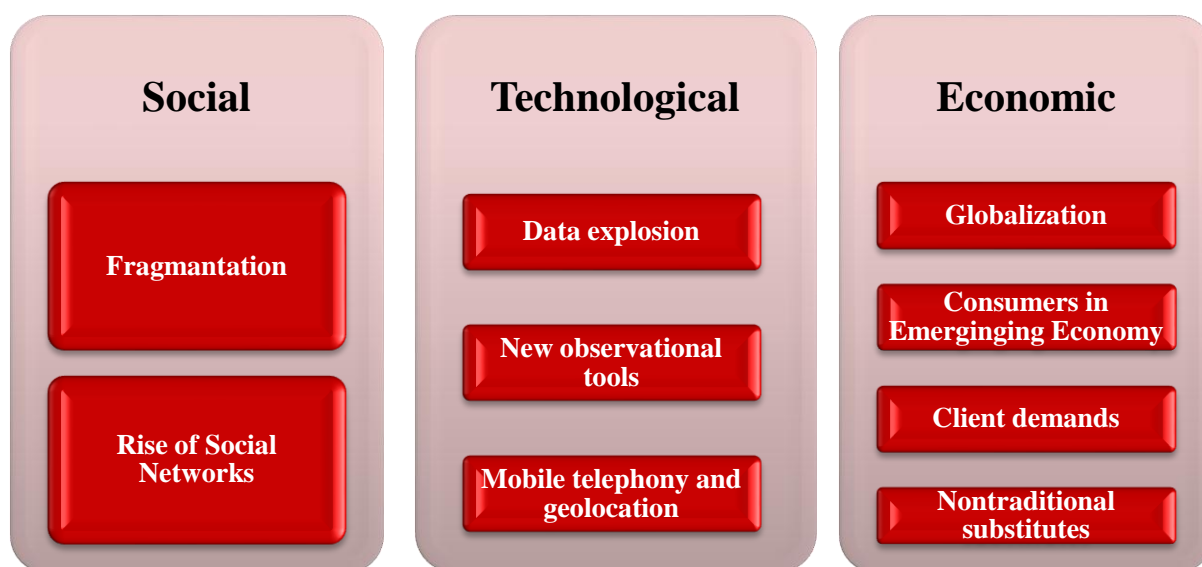 Social
Fragmantation
Rise of Social
Networks
Technological
Data explosion
New observational
tools
Mobile telephony and
geolocation
Economic
Globalization
Consumers in
Emerginging Economy
Client demands
Nontraditional
substitutes